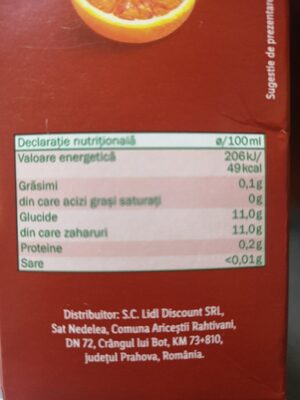 Sugestie de prezentare
Declarație nutrițională ø/100ml
Valoare energetică 206kJ/
49kcal
Grăsimi 0,1g
din care acizi grași saturați 0g
Glucide 11,0g
din care zaharuri 11,0g
Proteine 0,2g
Sare <0,01g
Distribuitor: S.C. Lidl Discount SRL,
Sat Nedelea, Comuna Ariceștii Rahtivani,
DN 72, Crângul lui Bot, KM 73+810,
județul Prahova, România.